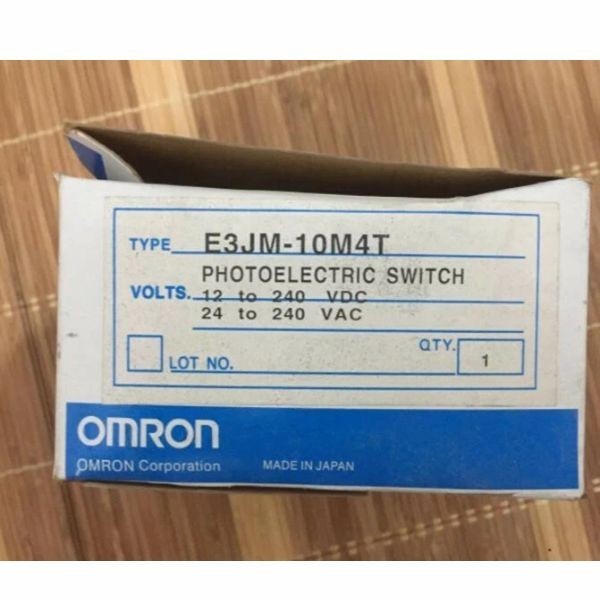 TYPE E3JM-10M4T
PHOTOELECTRIC SWITCH
VOLTS. 12 to 240 VDC
24 to 240 VAC
LOT NO.
QTY. 1
OMRON
OMRON Corporation MADE IN JAPAN